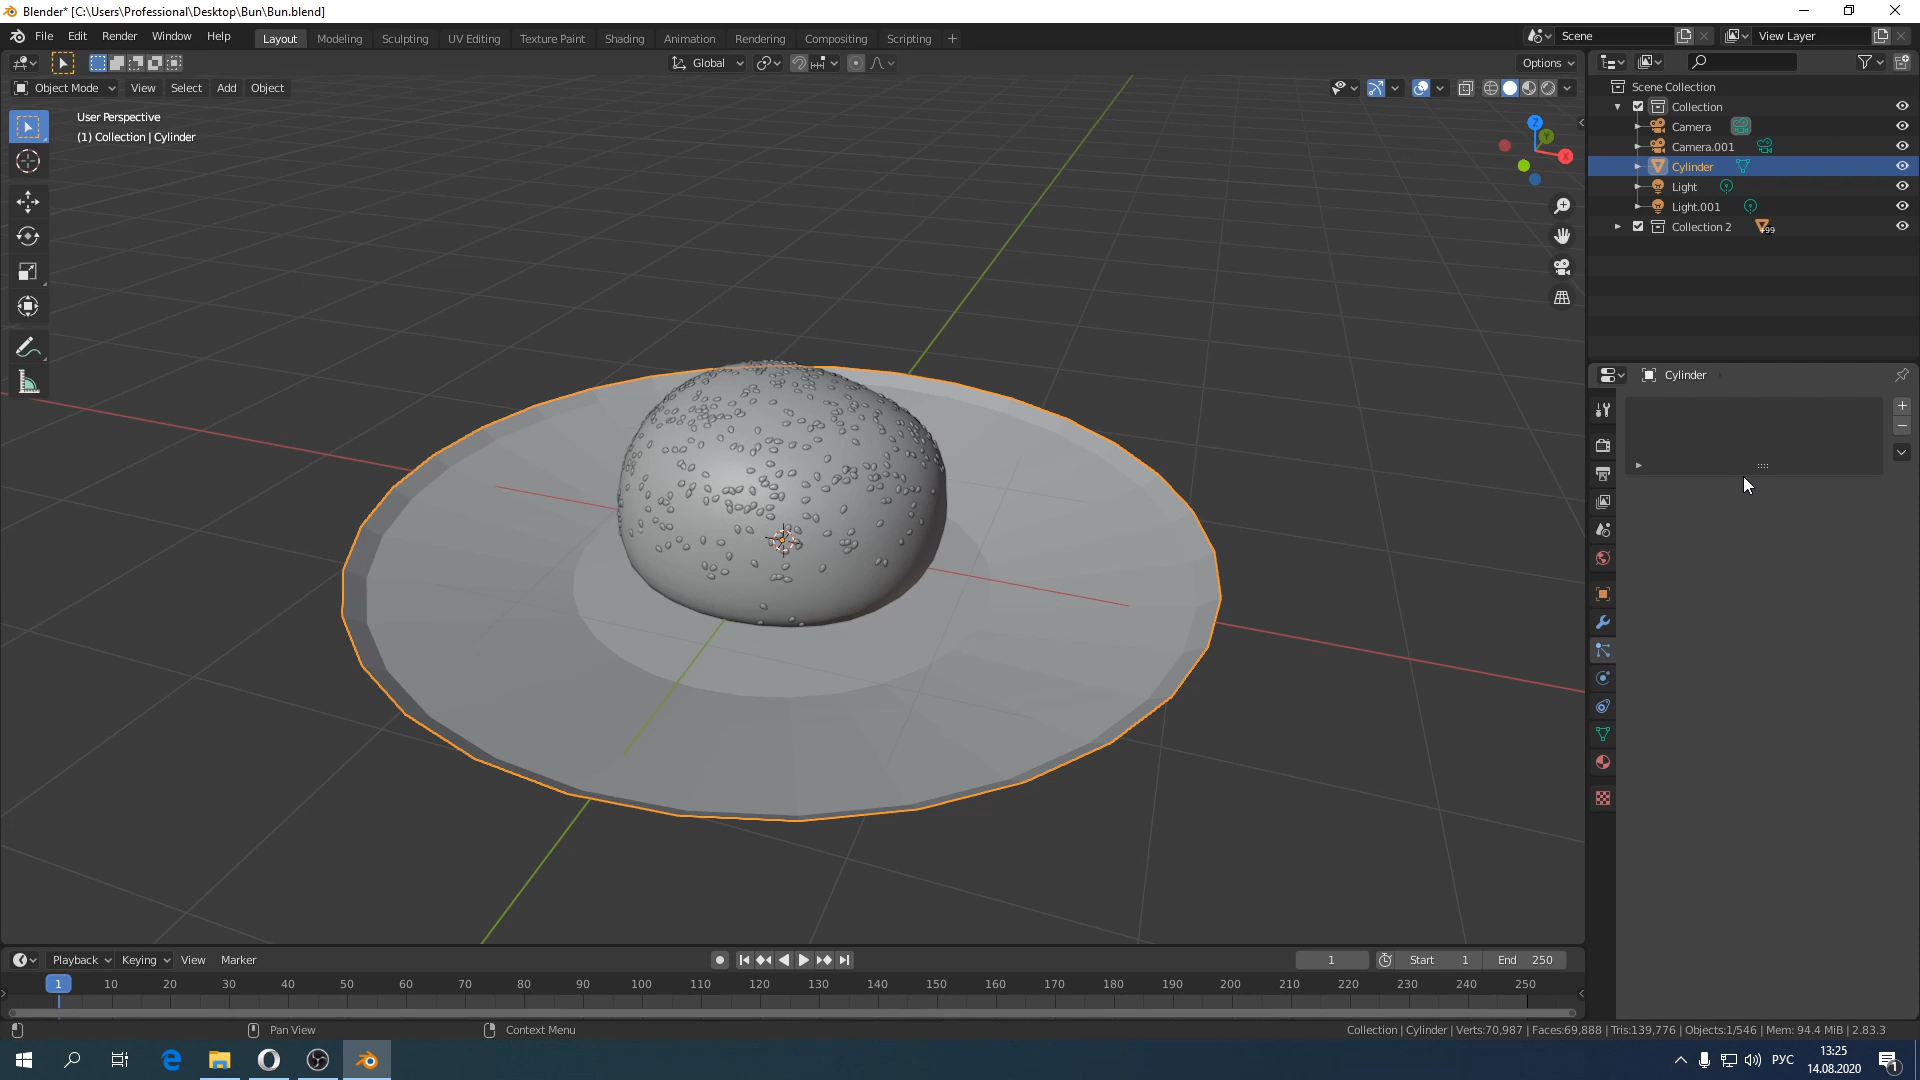 Blender* [C:\Users\Professional\Desktop\Bun\Bun.blend]
File Edit Render Window Help Layout Modeling Sculpting UV Editing Texture Paint Shading Animation Rendering Compositing Scripting + Scene View Layer
Global Options
Object Mode View Select Add Object
Scene Collection
User Perspective
(1) Collection | Cylinder
Z
Y
X
Collection
Camera
Camera.001
Cylinder
Light
Light.001
Collection 2 499
Cylinder
Playback Keying View Marker 1 Start 1 End 250
1 10 20 30 40 50 60 70 80 90 100 110 120 130 140 150 160 170 180 190 200 210 220 230 240 250
Pan View Context Menu Collection | Cylinder | Verts:70,987 | Faces:69,888 | Tris:139,776 | Objects:1/546 | Mem: 94.4 MiB | 2.83.3
РУС 13:25
14.08.2020
1